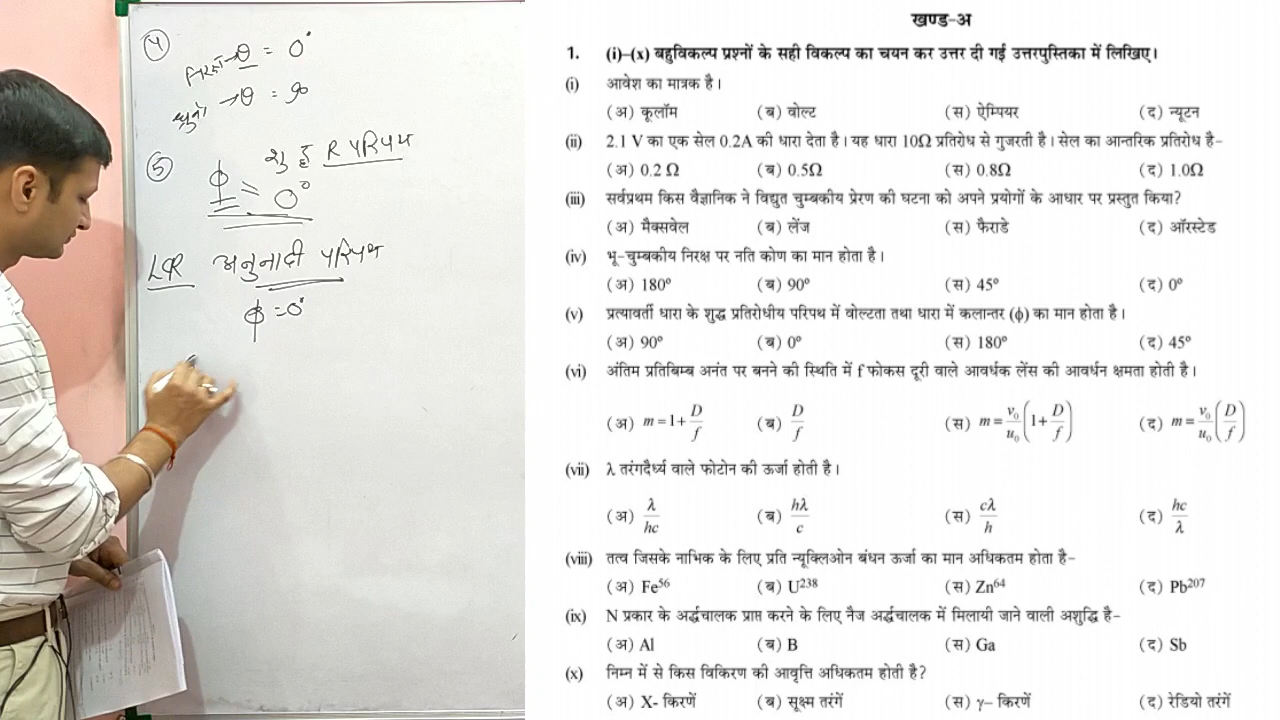 4
निरक्ष → θ = 0°
ध्रुवों → θ = 90
5
शुद्ध R परिपथ
ϕ = 0°
LCR अनुनादी परिपथ
ϕ = 0°
खण्ड-अ
1. (i)–(x) बहुविकल्प प्रश्नों के सही विकल्प का चयन कर उत्तर दी गई उत्तरपुस्तिका में लिखिए।
(i) आवेश का मात्रक है।
(अ) कूलॉम (ब) वोल्ट (स) ऐम्पियर (द) न्यूटन
(ii) 2.1 V का एक सेल 0.2A की धारा देता है। यह धारा 10Ω प्रतिरोध से गुजरती है। सेल का आन्तरिक प्रतिरोध है-
(अ) 0.2 Ω (ब) 0.5Ω (स) 0.8Ω (द) 1.0Ω
(iii) सर्वप्रथम किस वैज्ञानिक ने विद्युत चुम्बकीय प्रेरण की घटना को अपने प्रयोगों के आधार पर प्रस्तुत किया?
(अ) मैक्सवेल (ब) लेंज (स) फैराडे (द) ऑरस्टेड
(iv) भू-चुम्बकीय निरक्ष पर नति कोण का मान होता है।
(अ) 180° (ब) 90° (स) 45° (द) 0°
(v) प्रत्यावर्ती धारा के शुद्ध प्रतिरोधीय परिपथ में वोल्टता तथा धारा में कलान्तर (ϕ) का मान होता है।
(अ) 90° (ब) 0° (स) 180° (द) 45°
(vi) अंतिम प्रतिबिम्ब अनंत पर बनने की स्थिति में f फोकस दूरी वाले आवर्धक लेंस की आवर्धन क्षमता होती है।
(अ) m = 1 + D/f (ब) D/f (स) m = v₀/u₀ (1 + D/f) (द) m = v₀/u₀ (D/f)
(vii) λ तरंगदैर्ध्य वाले फोटोन की ऊर्जा होती है।
(अ) λ/hc (ब) hλ/c (स) cλ/h (द) hc/λ
(viii) तत्व जिसके नाभिक के लिए प्रति न्यूक्लिओन बंधन ऊर्जा का मान अधिकतम होता है-
(अ) Fe⁵⁶ (ब) U²³⁸ (स) Zn⁶⁴ (द) Pb²⁰⁷
(ix) N प्रकार के अर्द्धचालक प्राप्त करने के लिए नैज अर्द्धचालक में मिलायी जाने वाली अशुद्धि है-
(अ) Al (ब) B (स) Ga (द) Sb
(x) निम्न में से किस विकिरण की आवृत्ति अधिकतम होती है?
(अ) X- किरणें (ब) सूक्ष्म तरंगें (स) γ– किरणें (द) रेडियो तरंगें